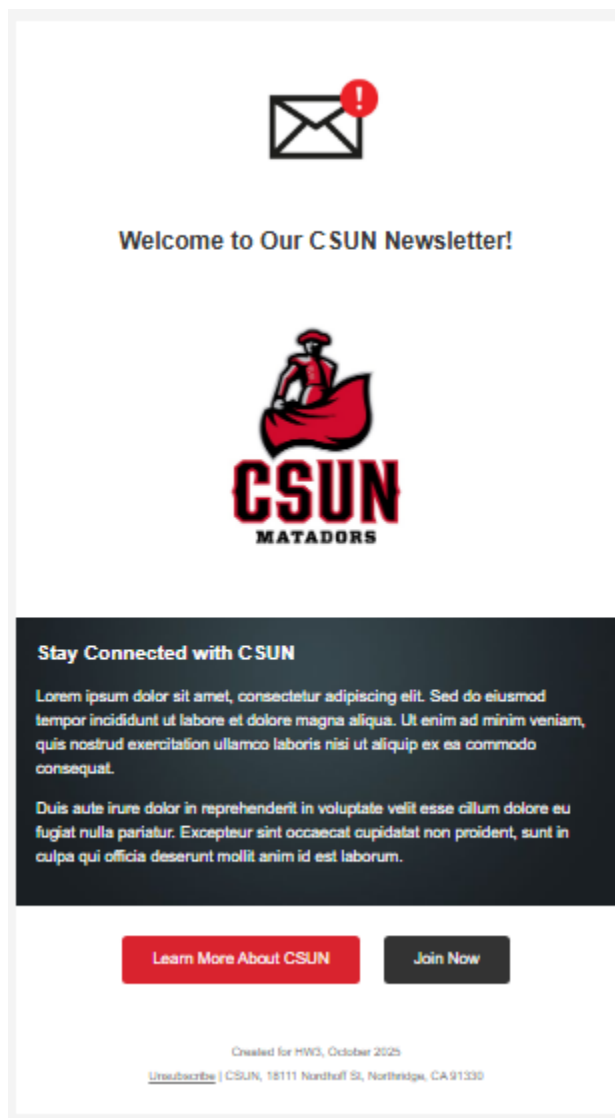 !
Welcome to Our CSUN Newsletter!
CSUN
MATADORS
Stay Connected with CSUN
Lorem ipsum dolor sit amet, consectetur adipiscing elit. Sed do eiusmod
tempor incididunt ut labore et dolore magna aliqua. Ut enim ad minim veniam,
quis nostrud exercitation ullamco laboris nisi ut aliquip ex ea commodo
consequat.
Duis aute irure dolor in reprehenderit in voluptate velit esse cillum dolore eu
fugiat nulla pariatur. Excepteur sint occaecat cupidatat non proident, sunt in
culpa qui officia deserunt mollit anim id est laborum.
Learn More About CSUN
Join Now
Created for HW3, October 2025
Unsubscribe | CSUN, 18111 Nordhoff St, Northridge, CA 91330